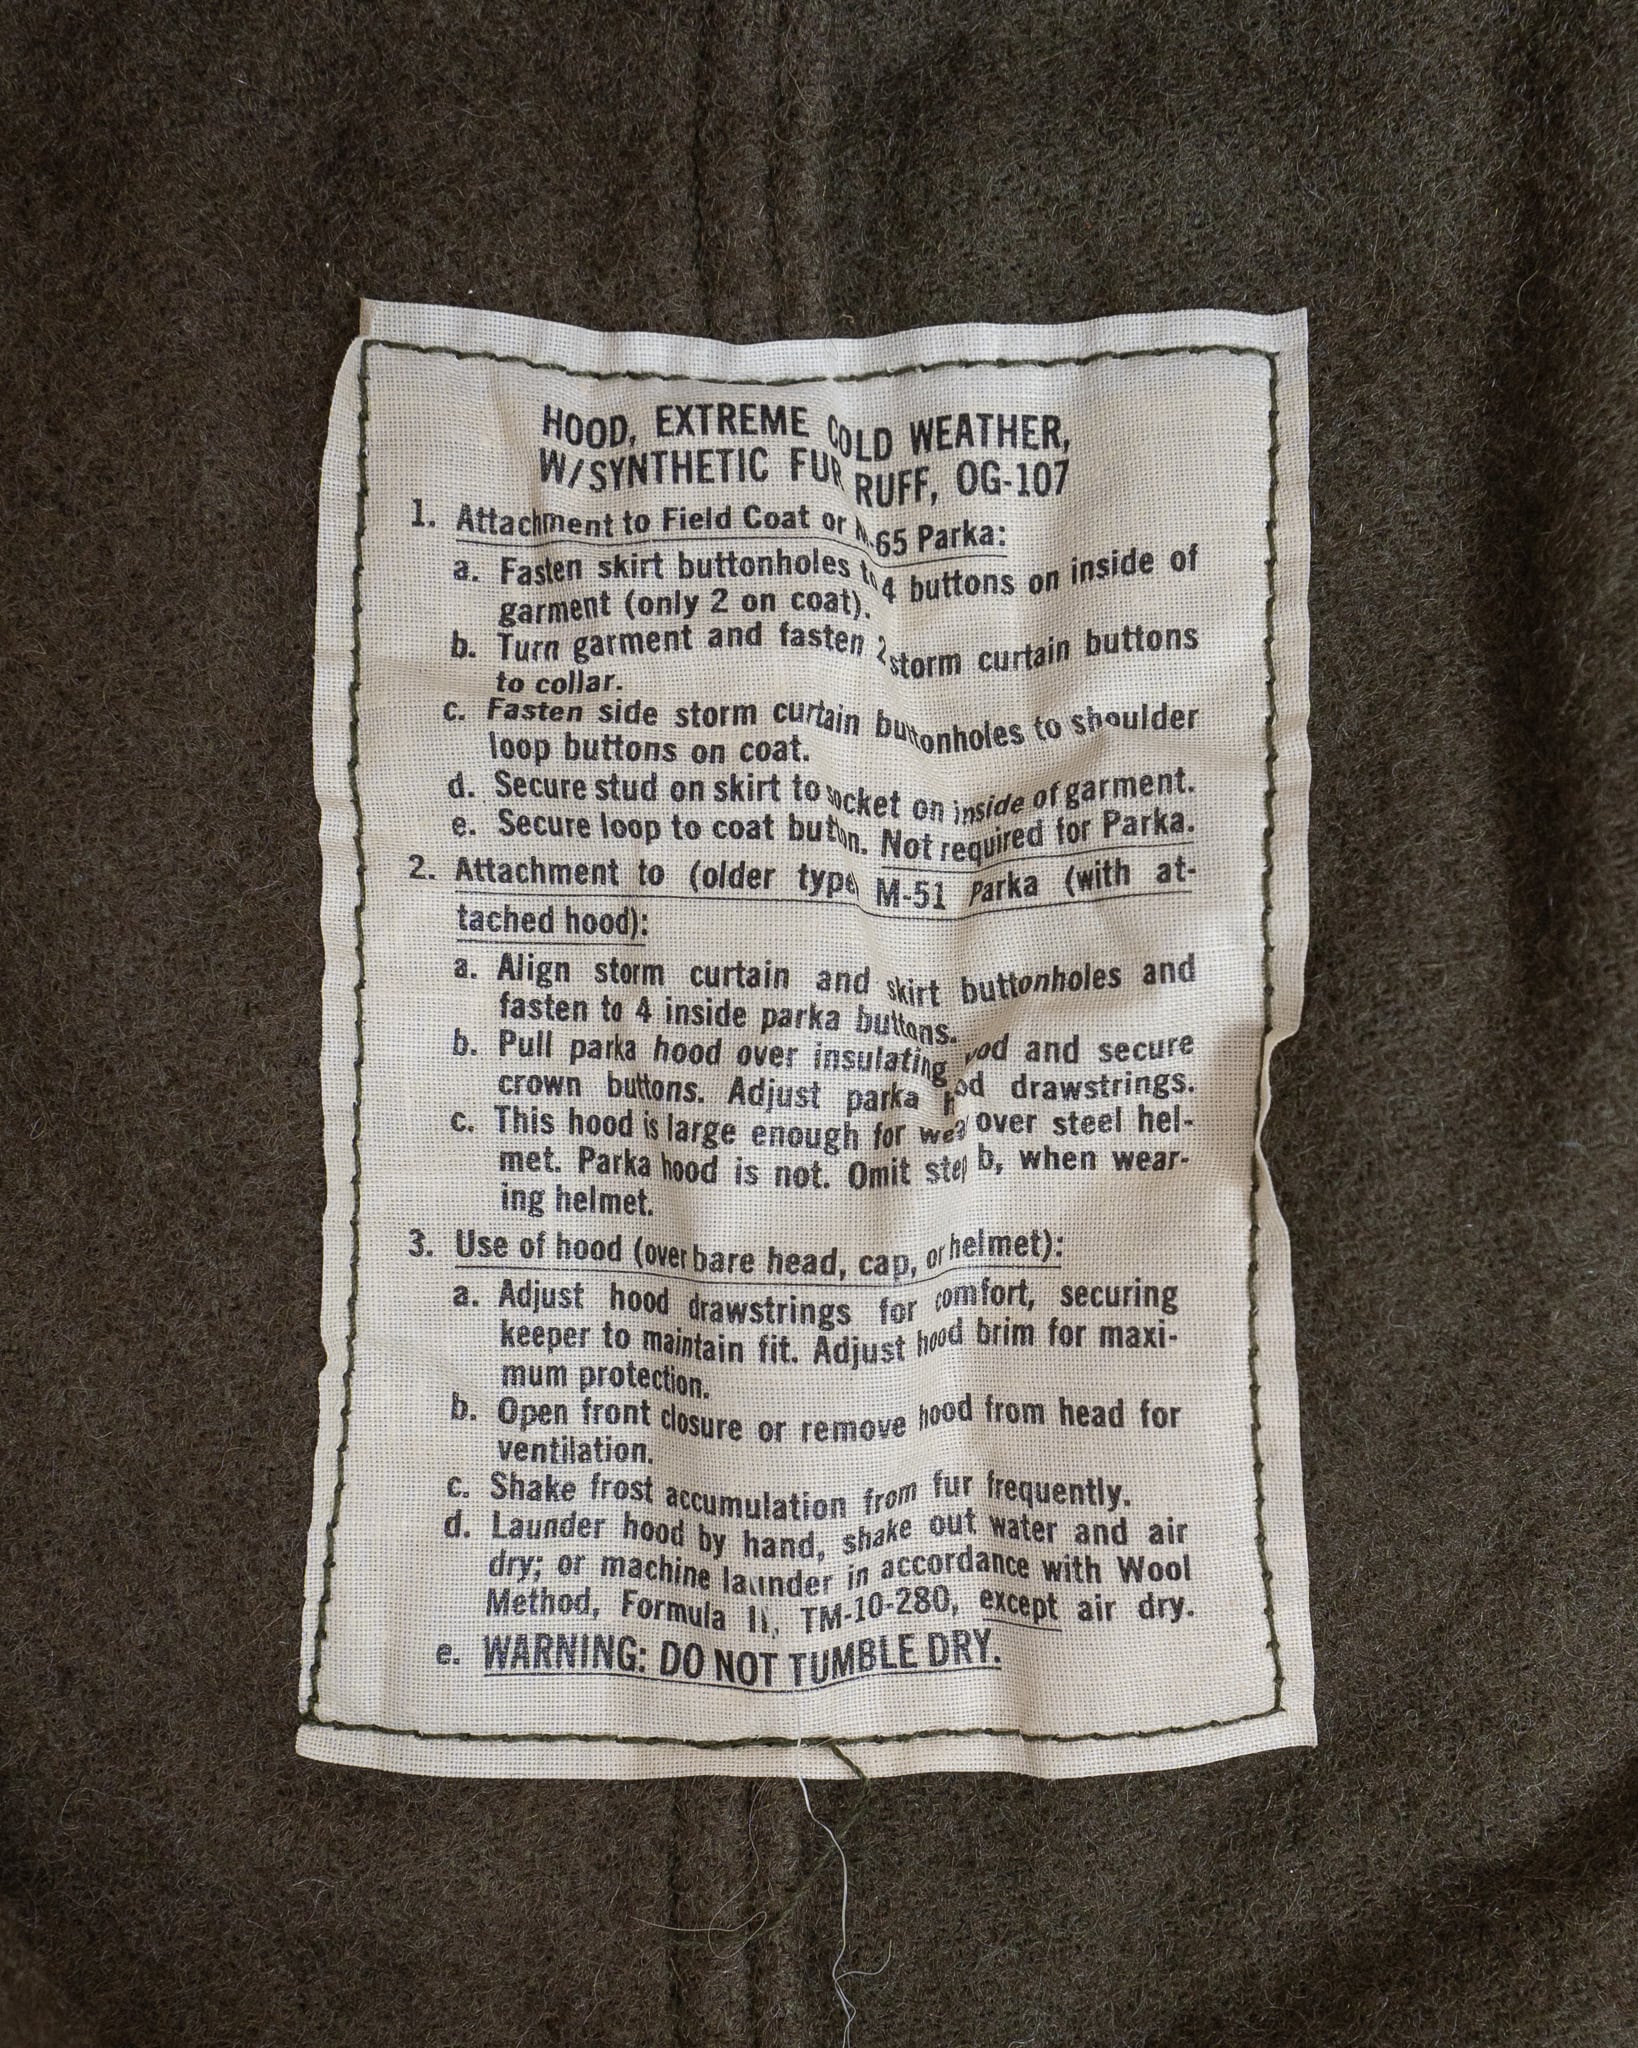 HOOD, EXTREME COLD WEATHER,
W/SYNTHETIC FUR RUFF, OG-107
1. Attachment to Field Coat or M-65 Parka:
a. Fasten skirt buttonholes to 4 buttons on inside of
garment (only 2 on coat).
b. Turn garment and fasten 2 storm curtain buttons
to collar.
c. Fasten side storm curtain buttonholes to shoulder
loop buttons on coat.
d. Secure stud on skirt to socket on inside of garment.
e. Secure loop to coat button. Not required for Parka.
2. Attachment to (older type) M-51 Parka (with at-
tached hood):
a. Align storm curtain and skirt buttonholes and
fasten to 4 inside parka buttons.
b. Pull parka hood over insulating hood and secure
crown buttons. Adjust parka hood drawstrings.
c. This hood is large enough for wear over steel hel-
met. Parka hood is not. Omit step b, when wear-
ing helmet.
3. Use of hood (over bare head, cap, or helmet):
a. Adjust hood drawstrings for comfort, securing
keeper to maintain fit. Adjust hood brim for maxi-
mum protection.
b. Open front closure or remove hood from head for
ventilation.
c. Shake frost accumulation from fur frequently.
d. Launder hood by hand, shake out water and air
dry; or machine launder in accordance with Wool
Method, Formula II, TM-10-280, except air dry.
e. WARNING: DO NOT TUMBLE DRY.